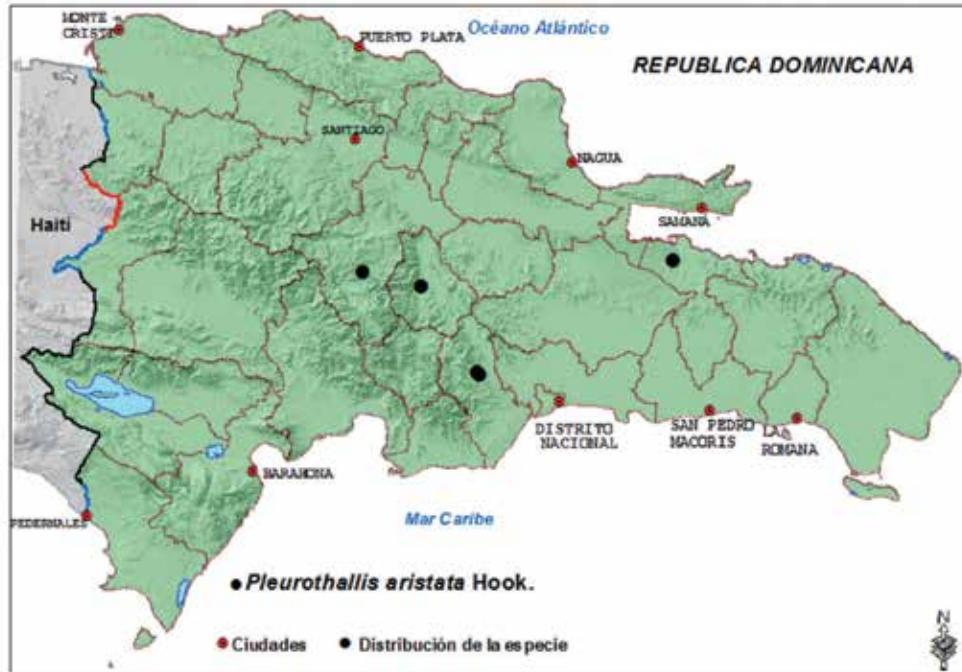 MONTE
CRISTI
PUERTO PLATA
Océano Atlántico
REPUBLICA DOMINICANA
SANTIAGO
NAGUA
SAMANA
Haiti
DISTRITO
NACIONAL
SAN PEDRO
MACORIS
LA
ROMANA
BARAHONA
PEDERNALES
Mar Caribe
Pleurothallis aristata Hook.
Ciudades
Distribución de la especie
N